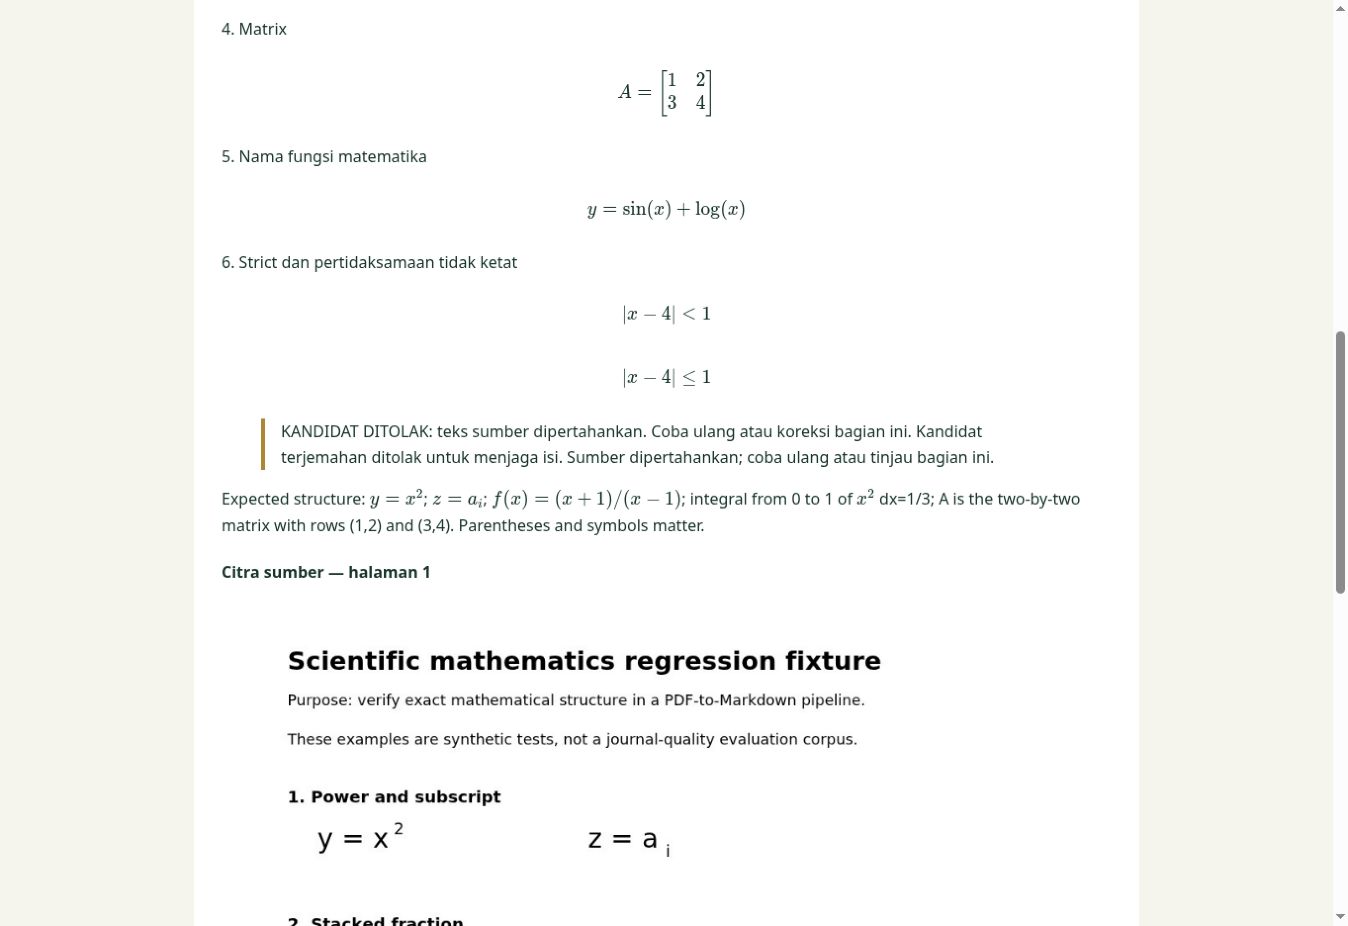 4. Matrix
A = [1 2
3 4]
5. Nama fungsi matematika
y = sin(x) + log(x)
6. Strict dan pertidaksamaan tidak ketat
|x − 4| < 1
|x − 4| ≤ 1
KANDIDAT DITOLAK: teks sumber dipertahankan. Coba ulang atau koreksi bagian ini. Kandidat
terjemahan ditolak untuk menjaga isi. Sumber dipertahankan; coba ulang atau tinjau bagian ini.
Expected structure: y = x²; z = aᵢ; f(x) = (x + 1)/(x − 1); integral from 0 to 1 of x² dx=1/3; A is the two-by-two
matrix with rows (1,2) and (3,4). Parentheses and symbols matter.
Citra sumber — halaman 1
Scientific mathematics regression fixture
Purpose: verify exact mathematical structure in a PDF-to-Markdown pipeline.
These examples are synthetic tests, not a journal-quality evaluation corpus.
1. Power and subscript
y = x² z = aᵢ
2. Stacked fraction